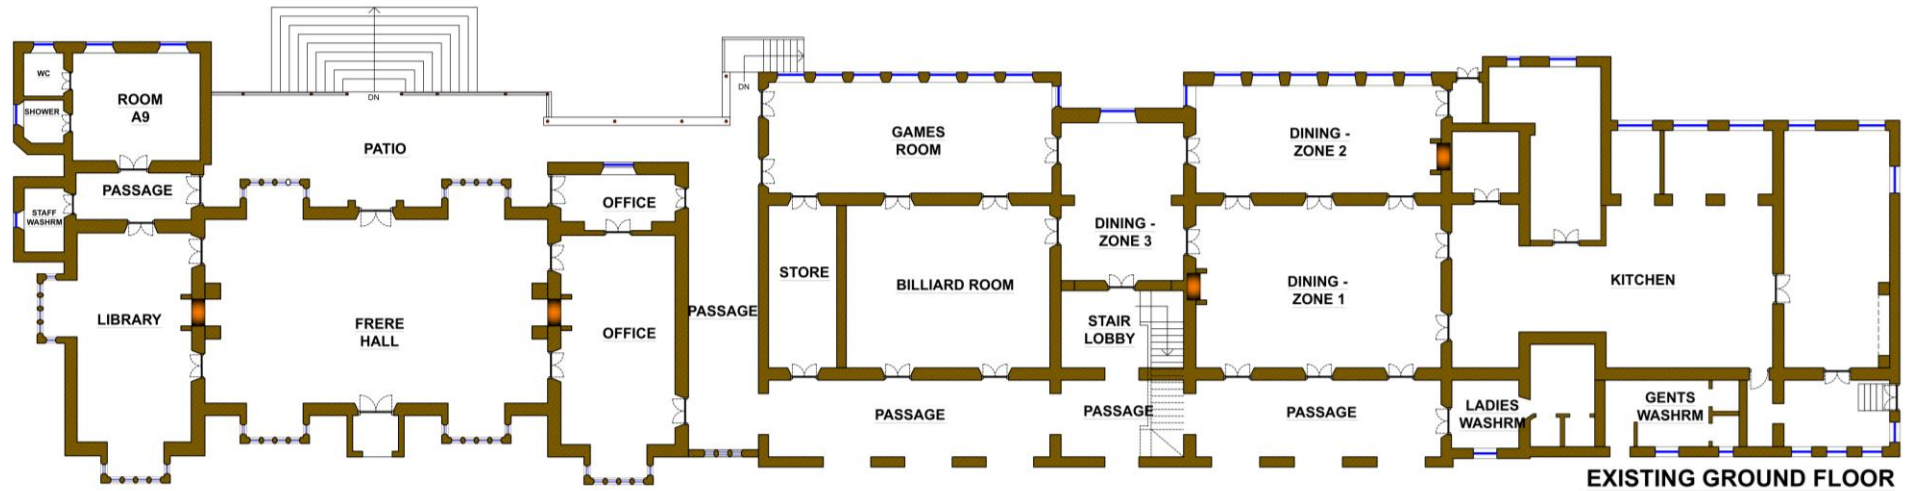 WC
SHOWER
ROOM
A9
DN
DN
PATIO
PASSAGE
STAFF
WASHRM
LIBRARY
FRERE
HALL
OFFICE
OFFICE
PASSAGE
GAMES
ROOM
STORE
BILLIARD ROOM
PASSAGE
DINING -
ZONE 3
STAIR
LOBBY
PASSAGE
DINING -
ZONE 2
DINING -
ZONE 1
PASSAGE
KITCHEN
LADIES
WASHRM
GENTS
WASHRM
EXISTING GROUND FLOOR